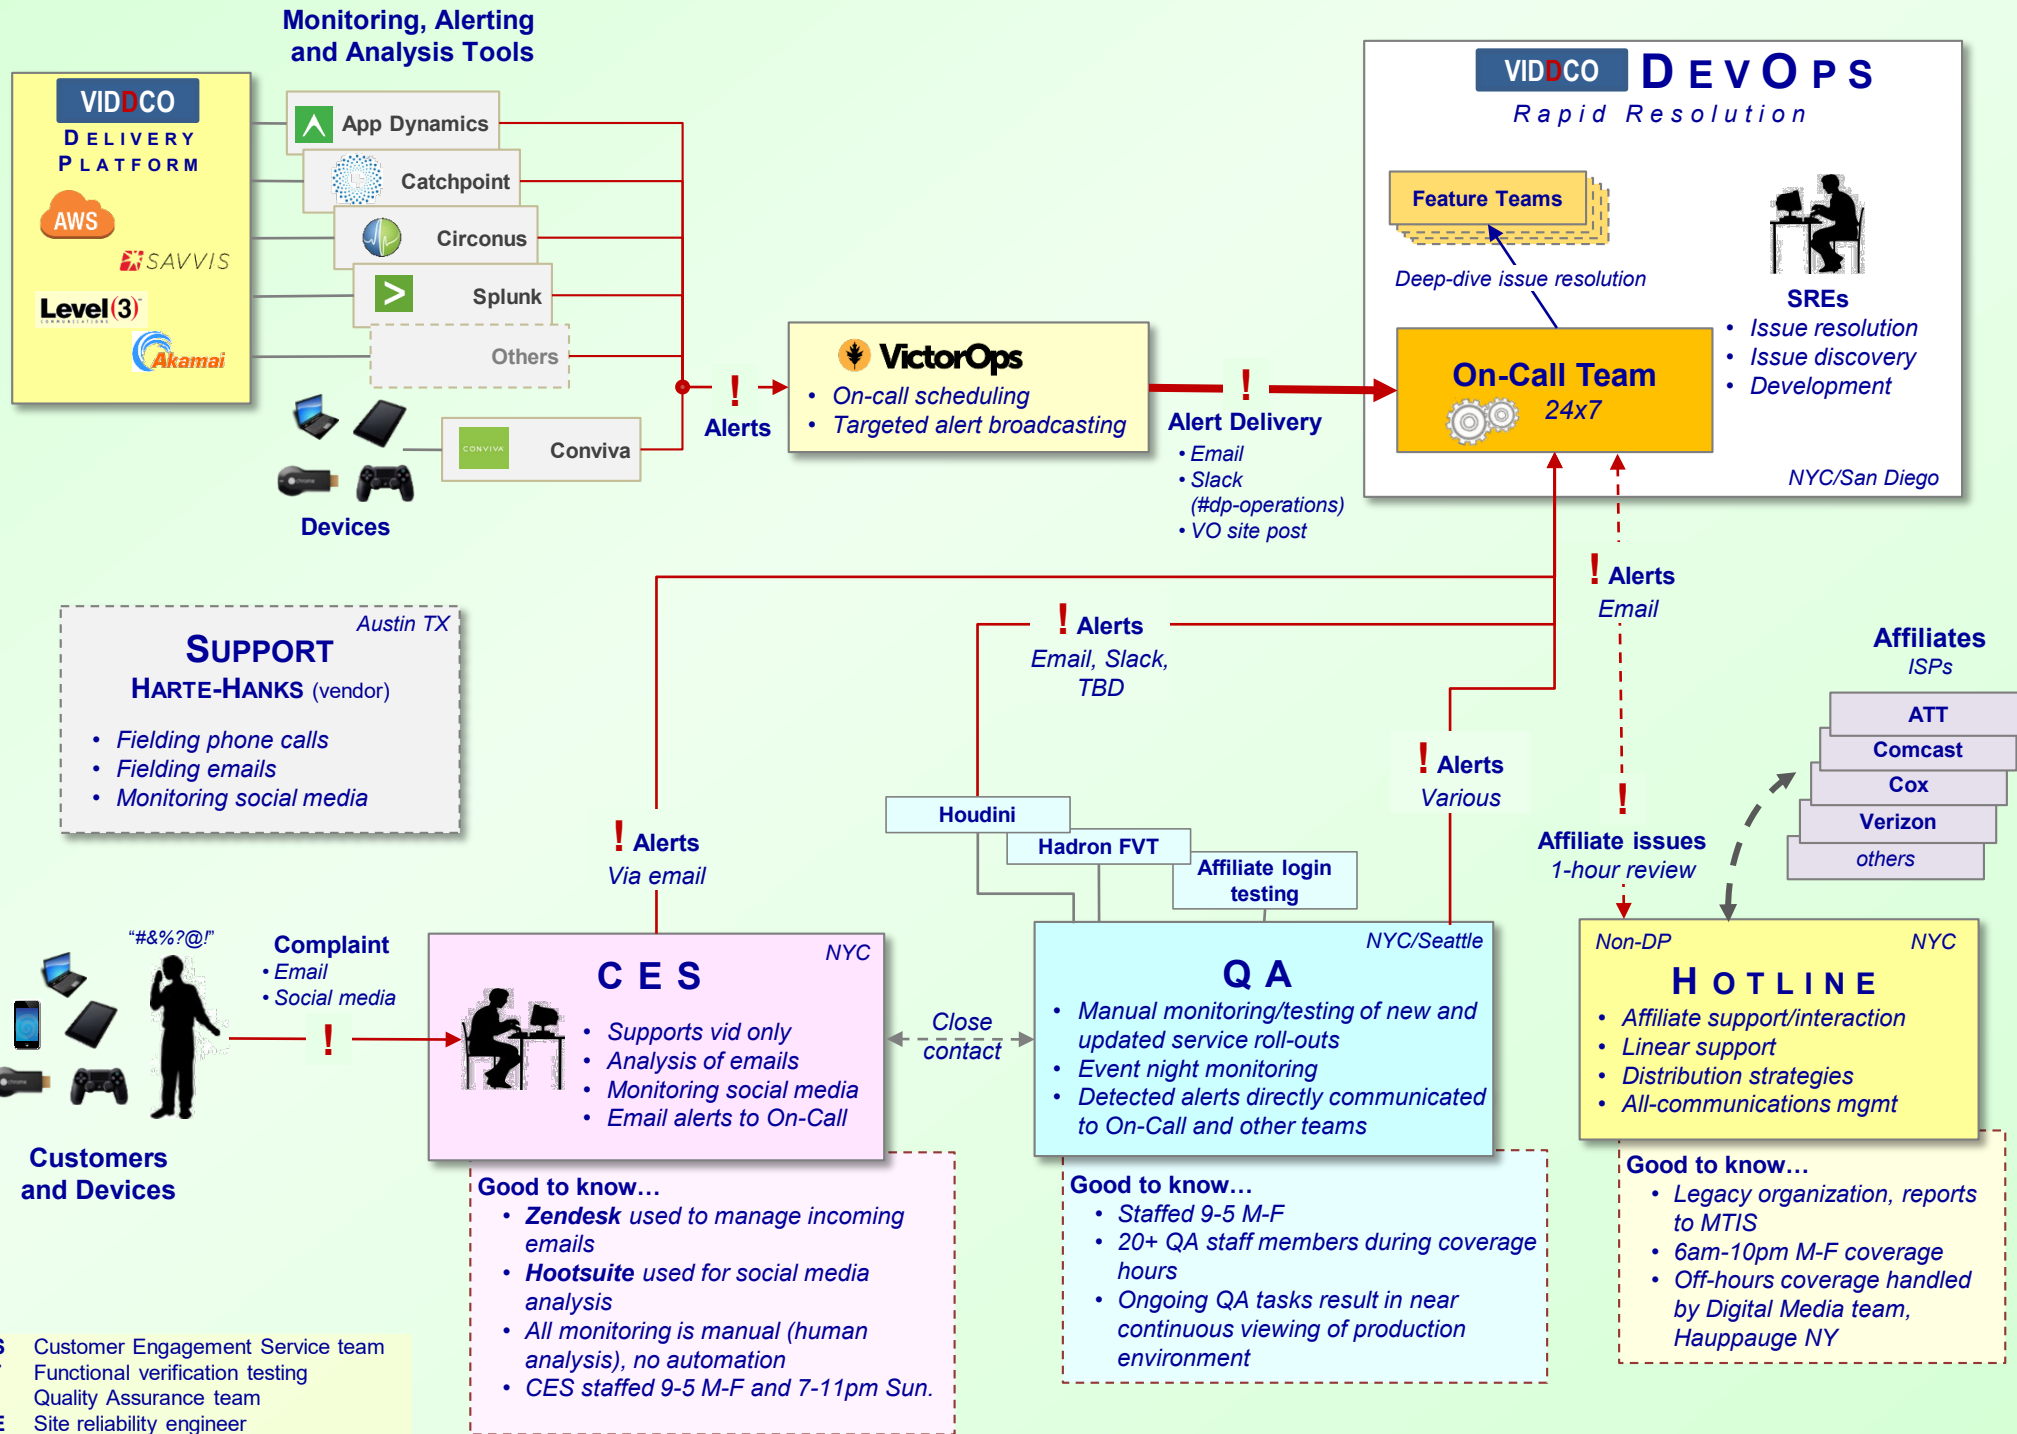 Monitoring, Alerting
and Analysis Tools
VIDDCO
DELIVERY
PLATFORM
AWS
SAVVIS
Level(3)
COMMUNICATIONS
Akamai
App Dynamics
Catchpoint
Circonus
Splunk
Others
CONVIVA
Conviva
Devices
!
Alerts
VictorOps
• On-call scheduling
• Targeted alert broadcasting
!
Alert Delivery
• Email
• Slack
(#dp-operations)
• VO site post
VIDDCO DEVOPS
Rapid Resolution
Feature Teams
Deep-dive issue resolution
On-Call Team
24x7
SREs
• Issue resolution
• Issue discovery
• Development
NYC/San Diego
Austin TX
SUPPORT
HARTE-HANKS (vendor)
• Fielding phone calls
• Fielding emails
• Monitoring social media
! Alerts
Via email
! Alerts
Email, Slack,
TBD
! Alerts
Various
! Alerts
Email
!
Affiliate issues
1-hour review
Affiliates
ISPs
ATT
Comcast
Cox
Verizon
others
Houdini
Hadron FVT
Affiliate login
testing
"#&%?@!"
Complaint
• Email
• Social media
!
Customers
and Devices
NYC
CES
• Supports vid only
• Analysis of emails
• Monitoring social media
• Email alerts to On-Call
Close
contact
NYC/Seattle
QA
• Manual monitoring/testing of new and
updated service roll-outs
• Event night monitoring
• Detected alerts directly communicated
to On-Call and other teams
Non-DP
NYC
HOTLINE
• Affiliate support/interaction
• Linear support
• Distribution strategies
• All-communications mgmt
Good to know…
• Zendesk used to manage incoming
emails
• Hootsuite used for social media
analysis
• All monitoring is manual (human
analysis), no automation
• CES staffed 9-5 M-F and 7-11pm Sun.
Good to know…
• Staffed 9-5 M-F
• 20+ QA staff members during coverage
hours
• Ongoing QA tasks result in near
continuous viewing of production
environment
Good to know…
• Legacy organization, reports
to MTIS
• 6am-10pm M-F coverage
• Off-hours coverage handled
by Digital Media team,
Hauppauge NY
Customer Engagement Service team
Functional verification testing
Quality Assurance team
Site reliability engineer